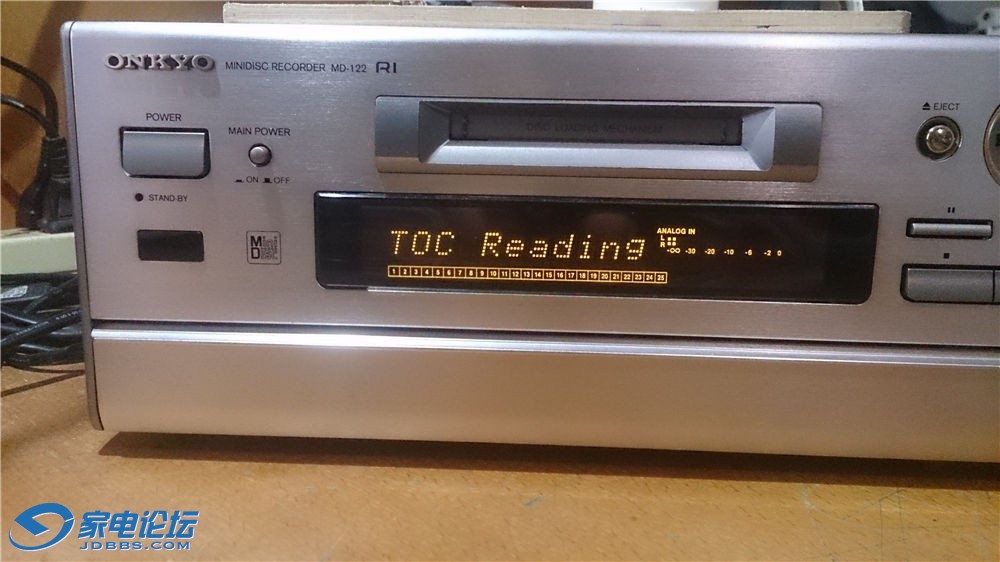 ONKYO MINIDISC RECORDER MD-122 RI
POWER
MAIN POWER
ON OFF
STAND-BY
MD
DISC LOADING MECHANISM
EJECT
TOC Reading
ANALOG IN
L
R
-∞ -30 -20 -10 -6 -2 0
1 2 3 4 5 6 7 8 9 10 11 12 13 14 15 16 17 18 19 20 21 22 23 24 25
家电论坛
JDBBS.COM